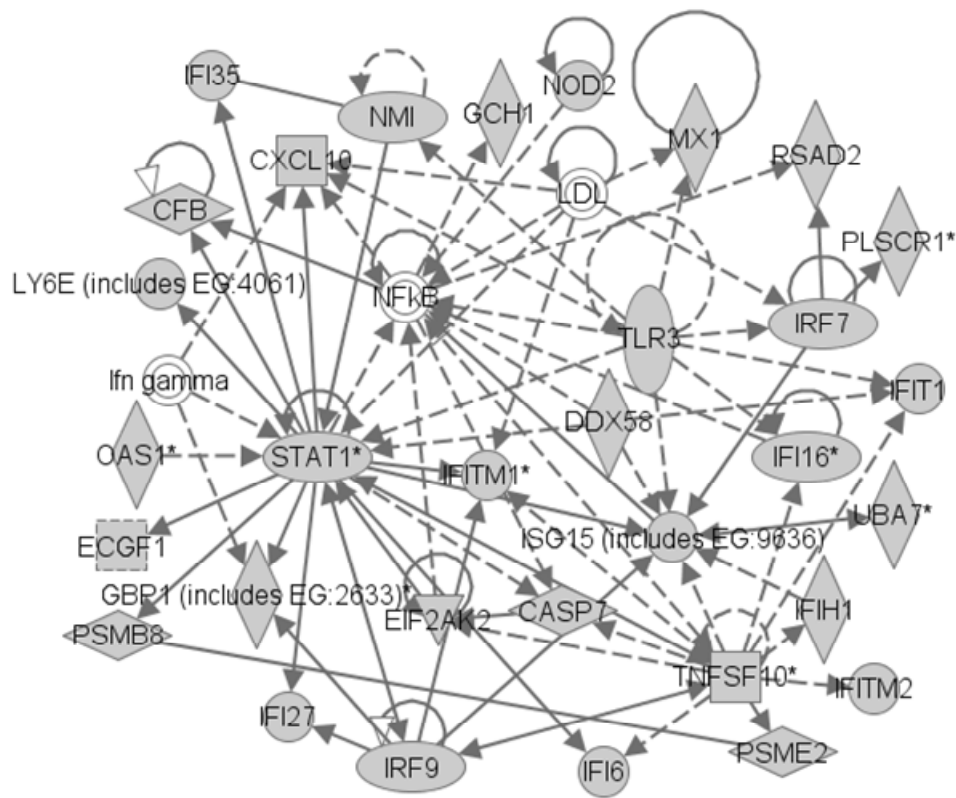 IFI35
NOD2
NMI
GCH1
MX1
CXCL10
RSAD2
LDL
CFB
PLSCR1*
LY6E (includes EG:4061)
NFkB
TLR3
IRF7
Ifn gamma
IFIT1
DDX58
OAS1*
STAT1*
IFITM1*
IFI16*
UBA7*
ECGF1
ISG15 (includes EG:9636)
GBP1 (includes EG:2633)*
EIF2AK2
CASP7
IFIH1
PSMB8
TNFSF10*
IFITM2
IFI27
PSME2
IRF9
IFI6